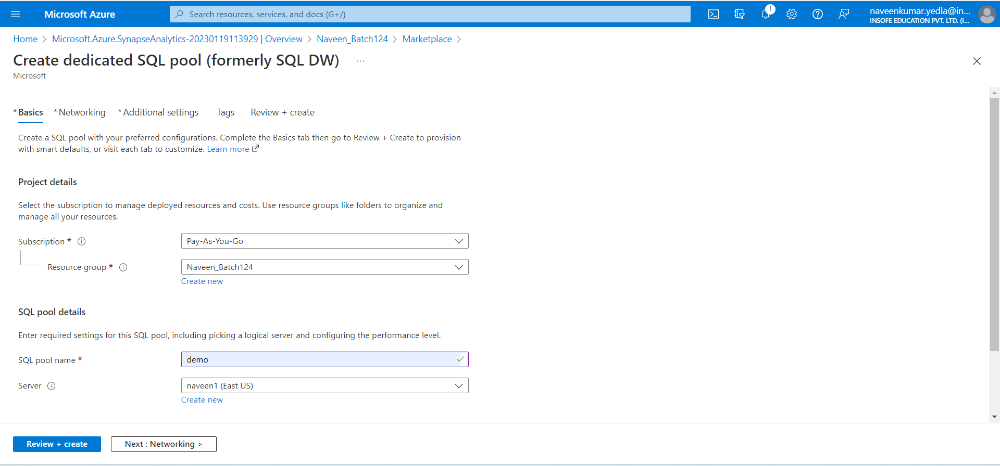 Microsoft Azure
Search resources, services, and docs (G+/)
1
naveenkumar.yedla@in...
INSOFE EDUCATION PVT. LTD. (I...
Home > Microsoft.Azure.SynapseAnalytics-20230119113929 | Overview > Naveen_Batch124 > Marketplace >
Create dedicated SQL pool (formerly SQL DW) ...
Microsoft
* Basics * Networking * Additional settings Tags Review + create
Create a SQL pool with your preferred configurations. Complete the Basics tab then go to Review + Create to provision
with smart defaults, or visit each tab to customize. Learn more
Project details
Select the subscription to manage deployed resources and costs. Use resource groups like folders to organize and
manage all your resources.
Subscription * Pay-As-You-Go
Resource group * Naveen_Batch124
Create new
SQL pool details
Enter required settings for this SQL pool, including picking a logical server and configuring the performance level.
SQL pool name * demo
Server naveen1 (East US)
Create new
Review + create Next : Networking >